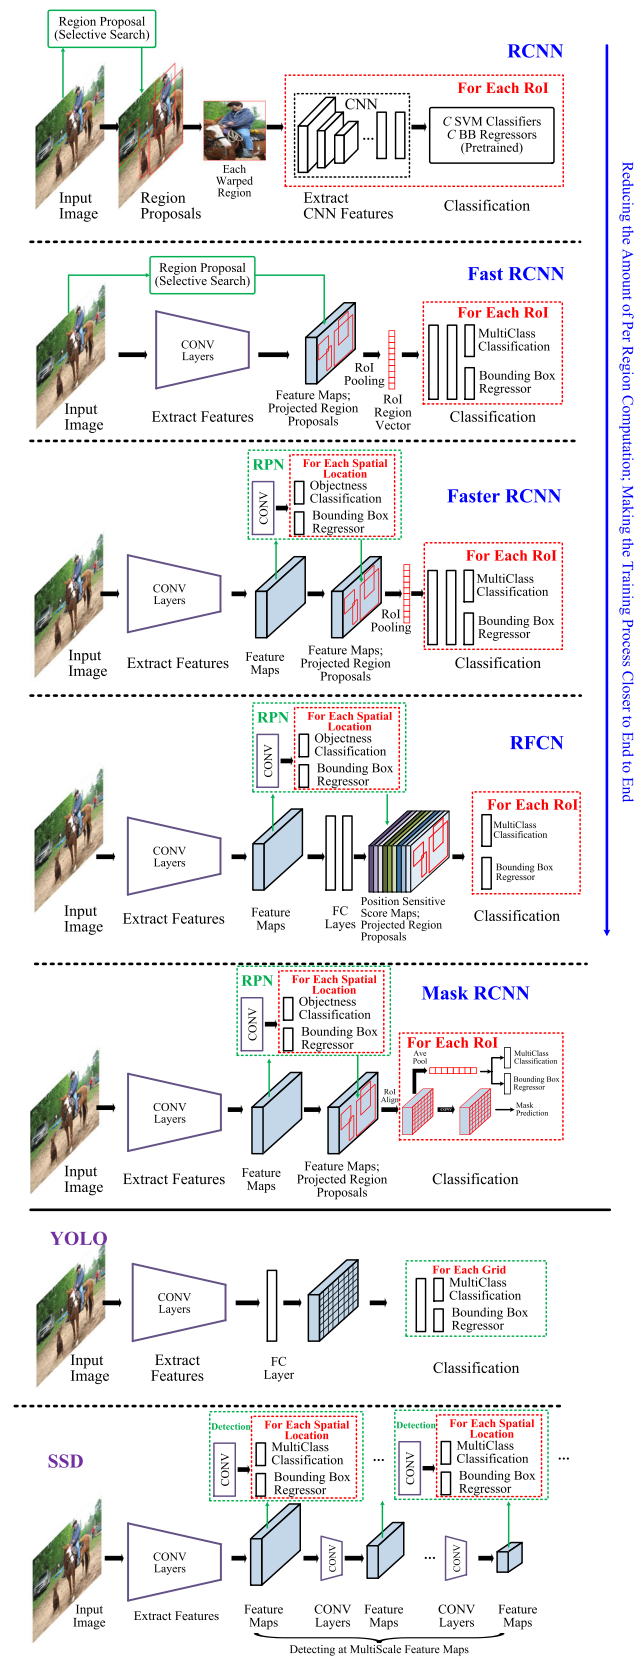 Region Proposal
(Selective Search)
RCNN
For Each RoI
CNN
...
C SVM Classifiers
C BB Regressors
(Pretrained)
Input
Image
Region
Proposals
Each
Warped
Region
Extract
CNN Features
Classification
Reducing the Amount of Per Region Computation; Making the Training Process Closer to End to End
Region Proposal
(Selective Search)
Fast RCNN
For Each RoI
CONV
Layers
MultiClass
Classification
Bounding Box
Regressor
RoI
Pooling
Input
Image
Extract Features
Feature Maps;
Projected Region
Proposals
RoI
Region
Vector
Classification
RPN
For Each Spatial
Location
CONV
Objectness
Classification
Bounding Box
Regressor
Faster RCNN
For Each RoI
CONV
Layers
MultiClass
Classification
Bounding Box
Regressor
RoI
Pooling
Input
Image
Extract Features
Feature
Maps
Feature Maps;
Projected Region
Proposals
Classification
RPN
For Each Spatial
Location
CONV
Objectness
Classification
Bounding Box
Regressor
RFCN
For Each RoI
CONV
Layers
MultiClass
Classification
Bounding Box
Regressor
Input
Image
Extract Features
Feature
Maps
FC
Layes
Position Sensitive
Score Maps;
Projected Region
Proposals
Classification
RPN
For Each Spatial
Location
CONV
Objectness
Classification
Bounding Box
Regressor
Mask RCNN
For Each RoI
Ave
Pool
MultiClass
Classification
Bounding Box
Regressor
Mask
Prediction
CONV
Layers
RoI
Align
Input
Image
Extract Features
Feature
Maps
Feature Maps;
Projected Region
Proposals
Classification
YOLO
For Each Grid
CONV
Layers
MultiClass
Classification
Bounding Box
Regressor
Input
Image
Extract
Features
FC
Layer
Classification
SSD
Detection
For Each Spatial
Location
CONV
MultiClass
Classification
Bounding Box
Regressor
...
Detection
For Each Spatial
Location
CONV
MultiClass
Classification
Bounding Box
Regressor
...
CONV
Layers
CONV
...
CONV
Input
Image
Extract Features
Feature
Maps
CONV
Layers
Feature
Maps
CONV
Layers
Feature
Maps
Detecting at MultiScale Feature Maps